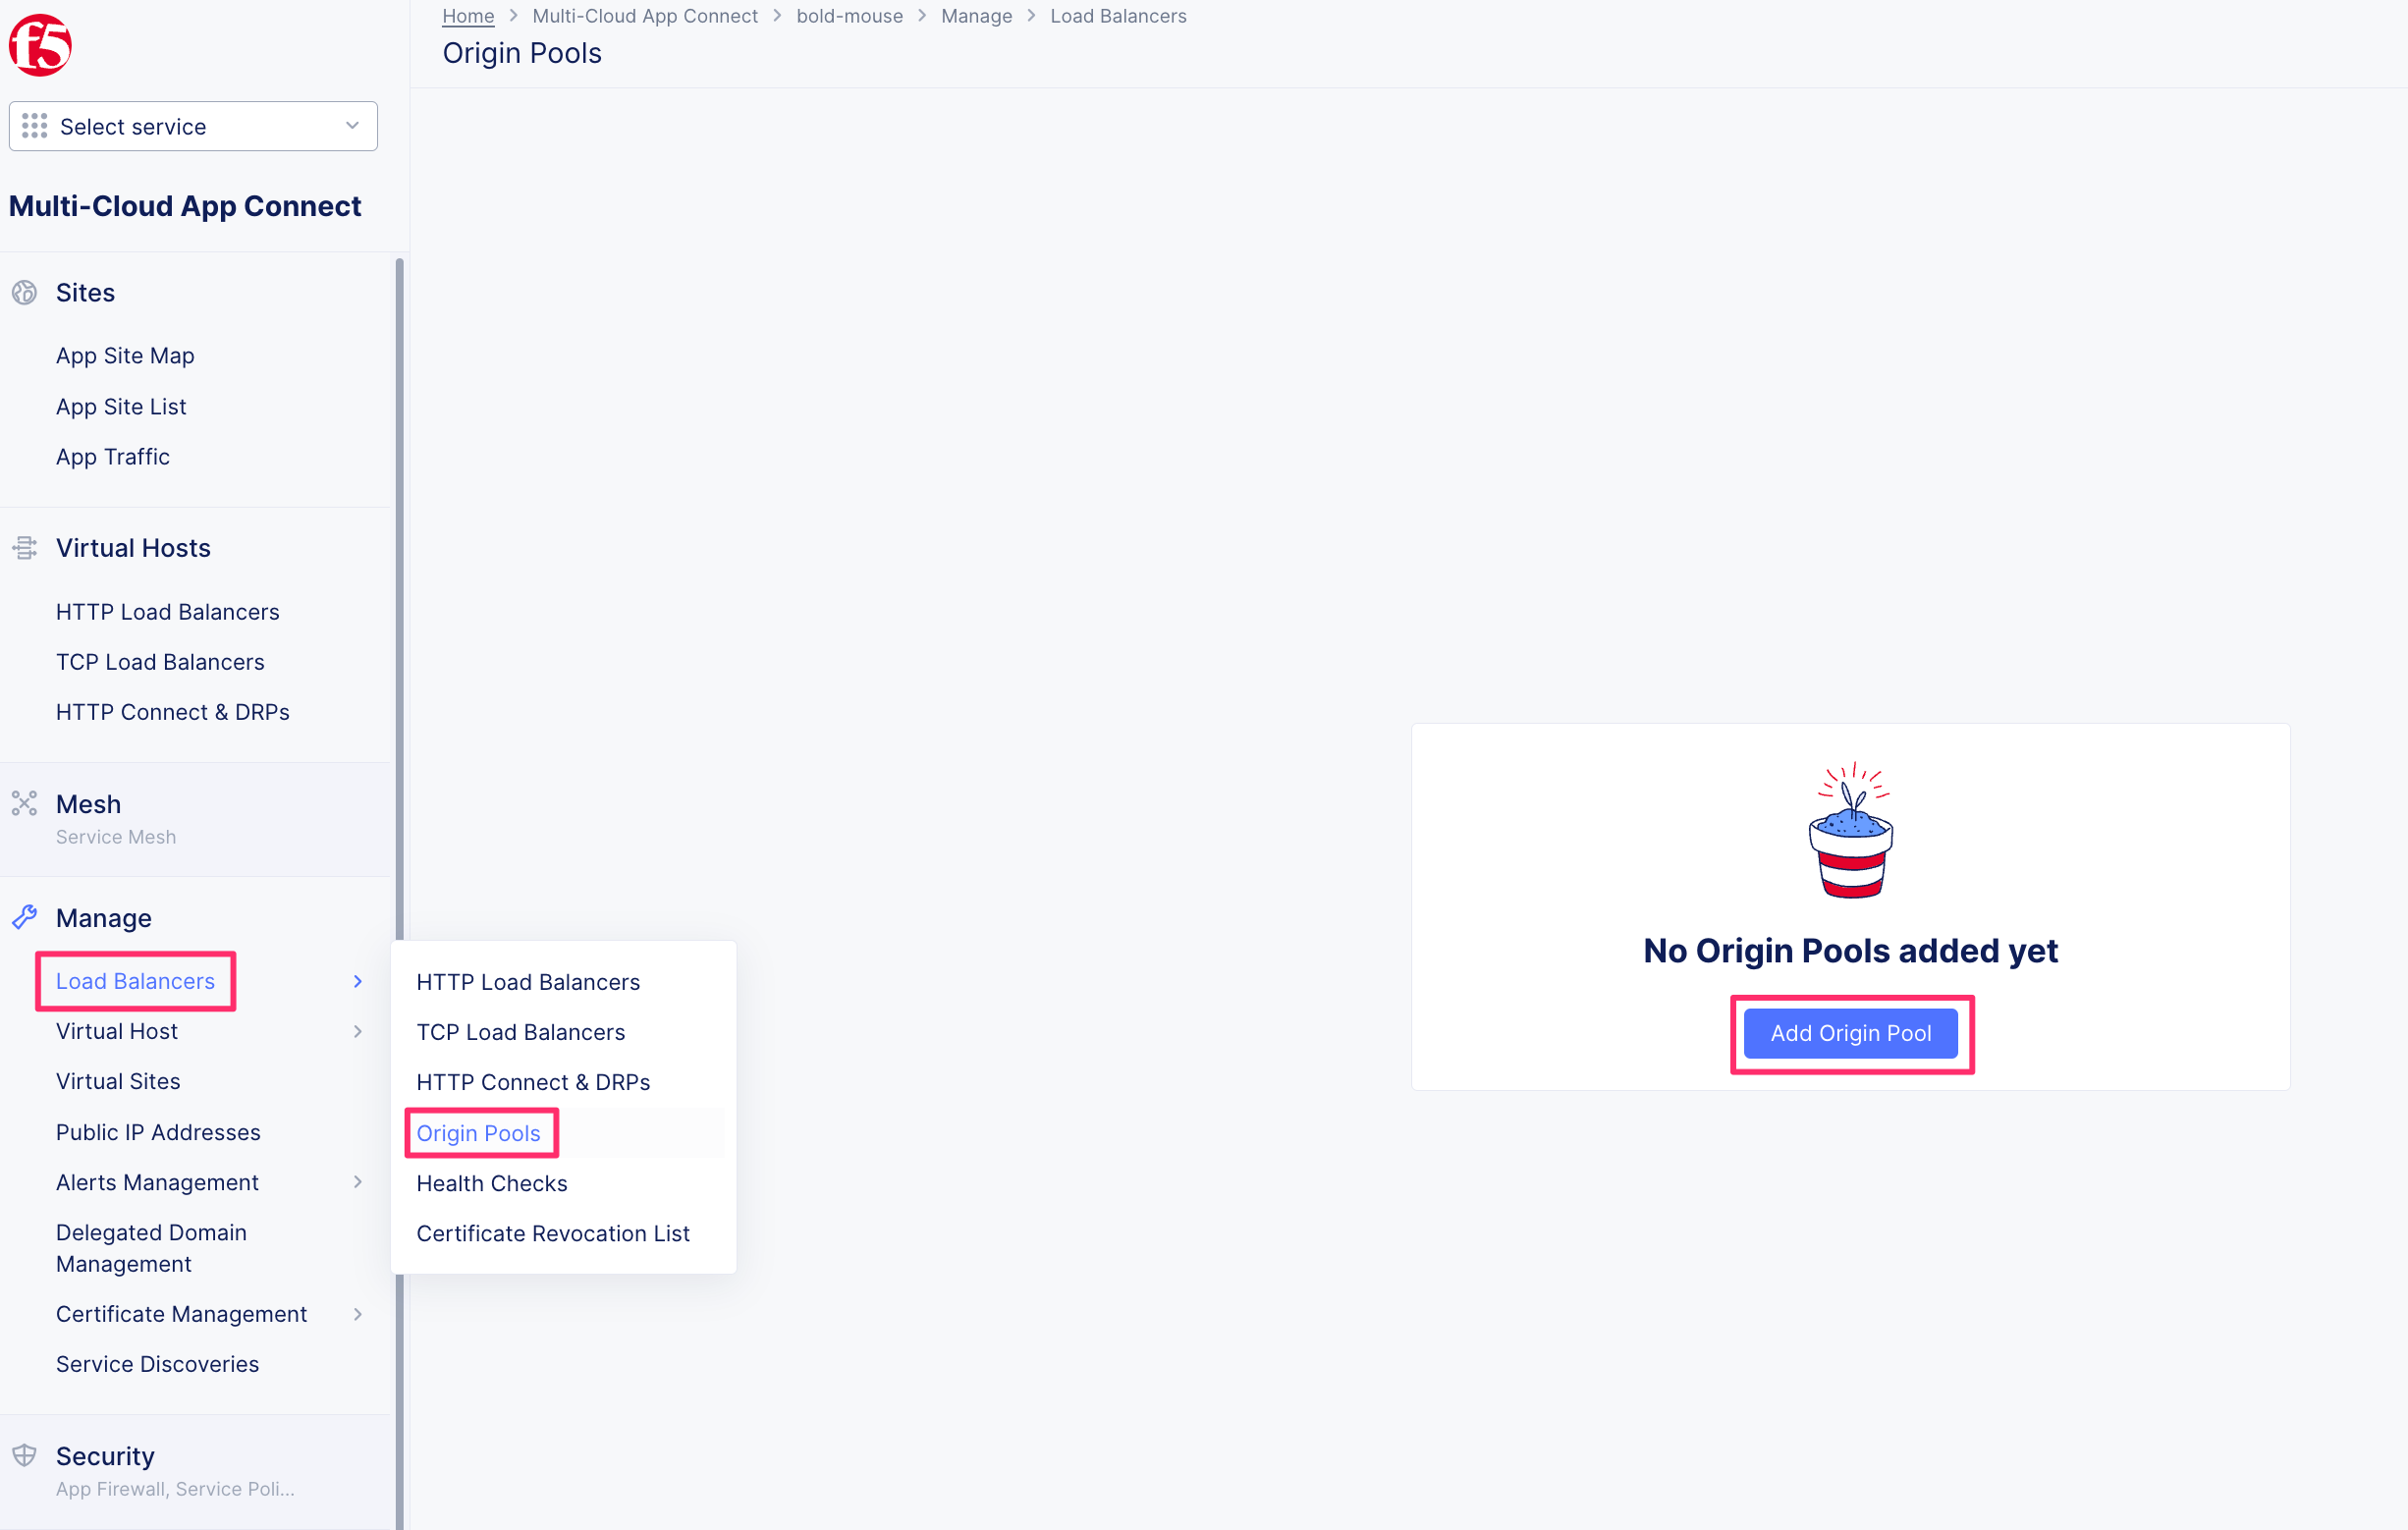 f5
Home > Multi-Cloud App Connect > bold-mouse > Manage > Load Balancers
Origin Pools
Select service
Multi-Cloud App Connect
Sites
App Site Map
App Site List
App Traffic
Virtual Hosts
HTTP Load Balancers
TCP Load Balancers
HTTP Connect & DRPs
Mesh
Service Mesh
Manage
Load Balancers
Virtual Host
Virtual Sites
Public IP Addresses
Alerts Management
Delegated Domain
Management
Certificate Management
Service Discoveries
Security
App Firewall, Service Poli...
HTTP Load Balancers
TCP Load Balancers
HTTP Connect & DRPs
Origin Pools
Health Checks
Certificate Revocation List
No Origin Pools added yet
Add Origin Pool